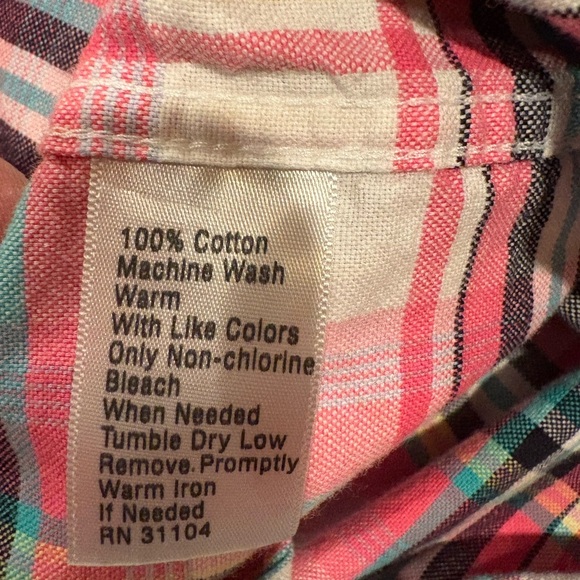 100% Cotton
Machine Wash
Warm
With Like Colors
Only Non-chlorine
Bleach
When Needed
Tumble Dry Low
Remove Promptly
Warm Iron
If Needed
RN 31104